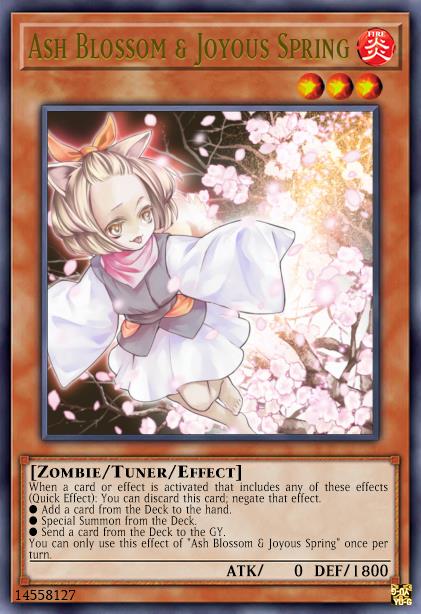 ASH BLOSSOM & JOYOUS SPRING
FIRE
炎
[ZOMBIE/TUNER/EFFECT]
When a card or effect is activated that includes any of these effects
(Quick Effect): You can discard this card; negate that effect.
● Add a card from the Deck to the hand.
● Special Summon from the Deck.
● Send a card from the Deck to the GY.
You can only use this effect of "Ash Blossom & Joyous Spring" once per
turn.
ATK/ 0 DEF/1800
14558127